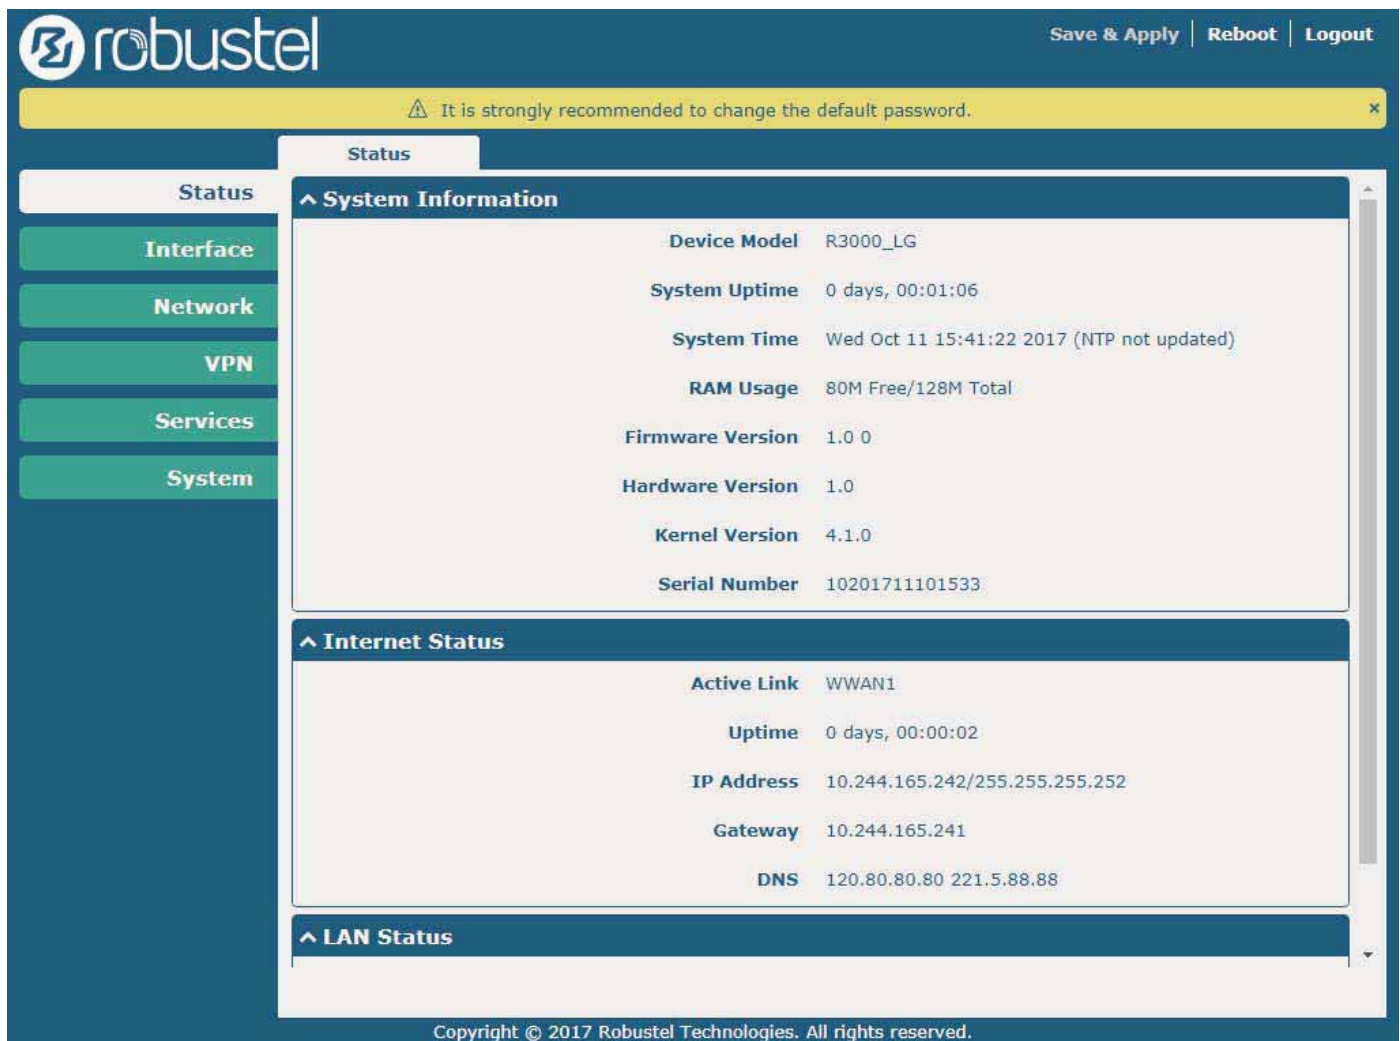 robustel
Save & Apply | Reboot | Logout
⚠ It is strongly recommended to change the default password. ×
Status
Status
Interface
Network
VPN
Services
System
System Information
Device Model R3000_LG
System Uptime 0 days, 00:01:06
System Time Wed Oct 11 15:41:22 2017 (NTP not updated)
RAM Usage 80M Free/128M Total
Firmware Version 1.0 0
Hardware Version 1.0
Kernel Version 4.1.0
Serial Number 10201711101533
Internet Status
Active Link WWAN1
Uptime 0 days, 00:00:02
IP Address 10.244.165.242/255.255.255.252
Gateway 10.244.165.241
DNS 120.80.80.80 221.5.88.88
LAN Status
Copyright © 2017 Robustel Technologies. All rights reserved.